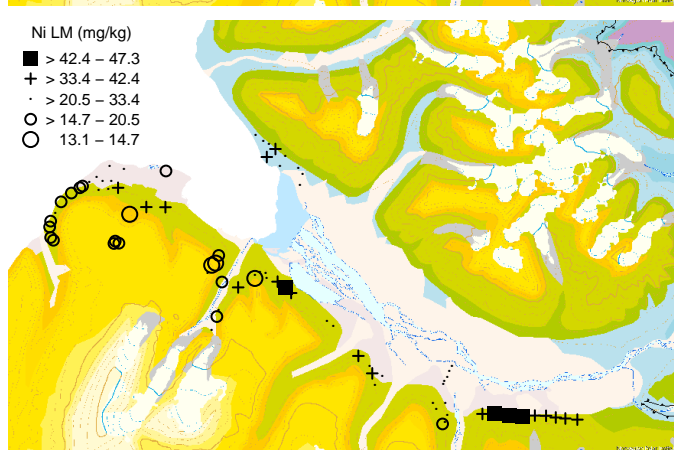 Ni LM (mg/kg)
> 42.4 – 47.3
> 33.4 – 42.4
> 20.5 – 33.4
> 14.7 – 20.5
13.1 – 14.7